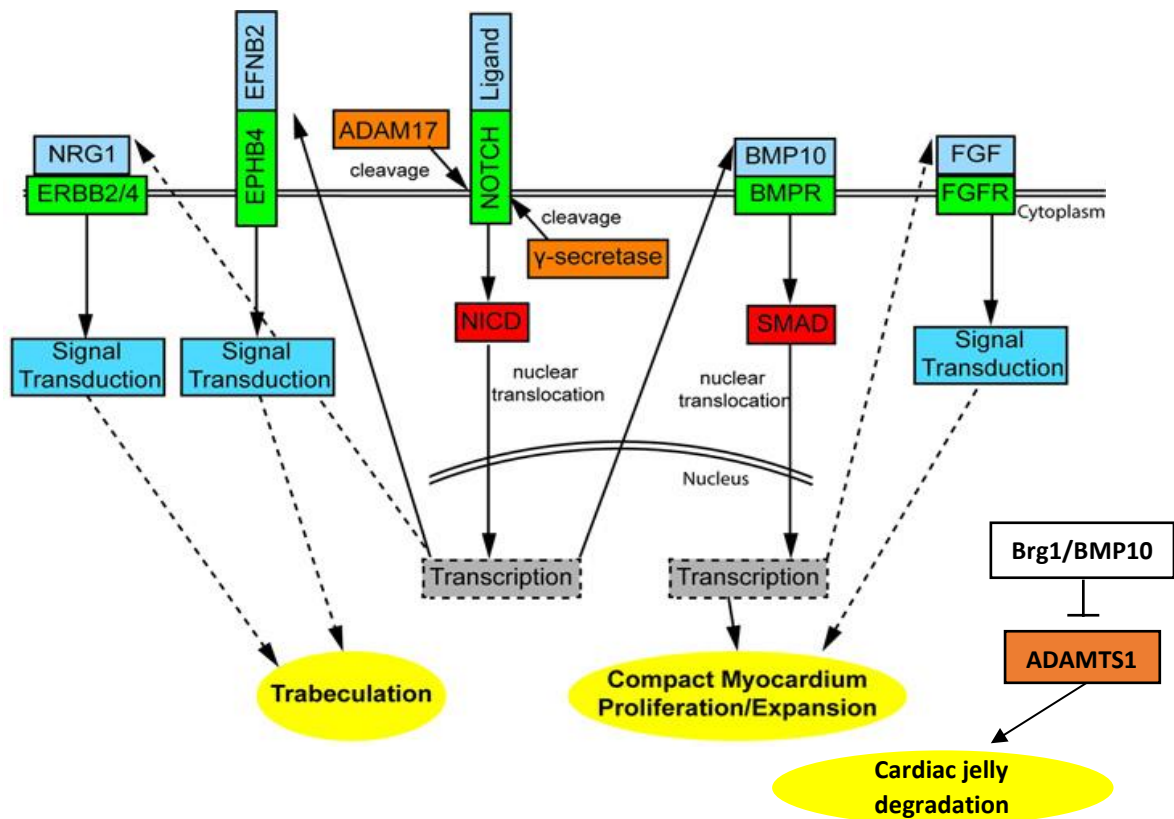 EFNB2
EPHB4
Ligand
NOTCH
ADAM17
cleavage
NRG1
ERBB2/4
BMP10
BMPR
FGF
FGFR
Cytoplasm
cleavage
γ-secretase
NICD
SMAD
Signal
Transduction
Signal
Transduction
Signal
Transduction
nuclear
translocation
nuclear
translocation
Nucleus
Transcription
Transcription
Brg1/BMP10
ADAMTS1
Trabeculation
Compact Myocardium
Proliferation/Expansion
Cardiac jelly
degradation